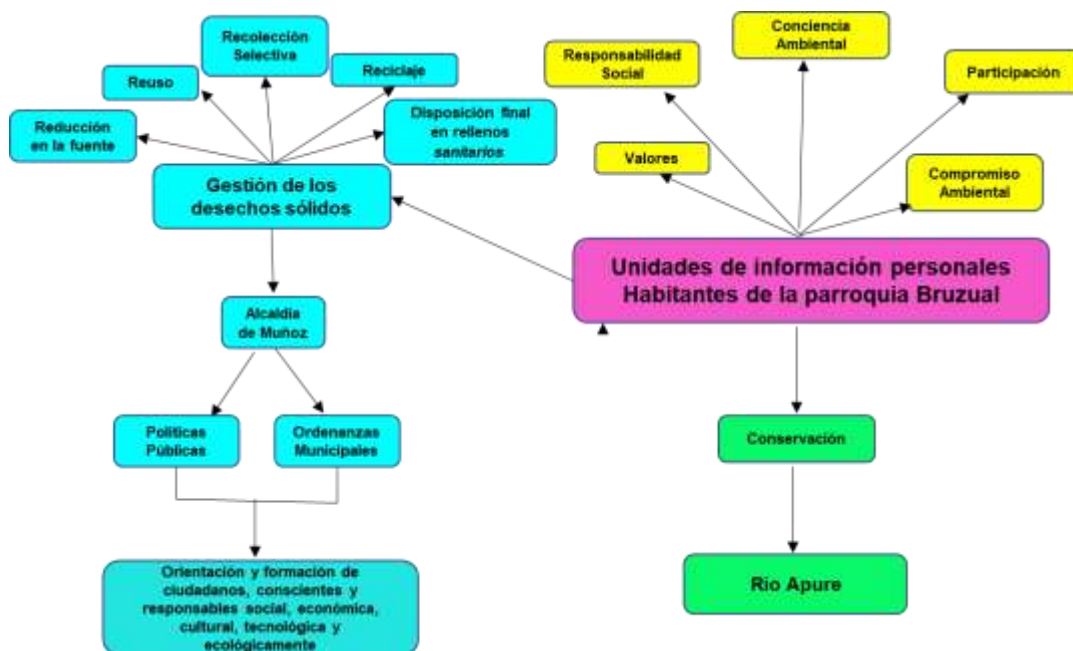 Recolección
Selectiva
Reuso
Reciclaje
Reducción
en la fuente
Disposición final
en rellenos
sanitarios
Gestión de los
desechos sólidos
Alcaldía
de Muñoz
Políticas
Públicas
Ordenanzas
Municipales
Orientación y formación de
ciudadanos, conscientes y
responsables social, económica,
cultural, tecnológica y
ecológicamente
Conciencia
Ambiental
Responsabilidad
Social
Participación
Valores
Compromiso
Ambiental
Unidades de información personales
Habitantes de la parroquia Bruzual
Conservación
Rio Apure